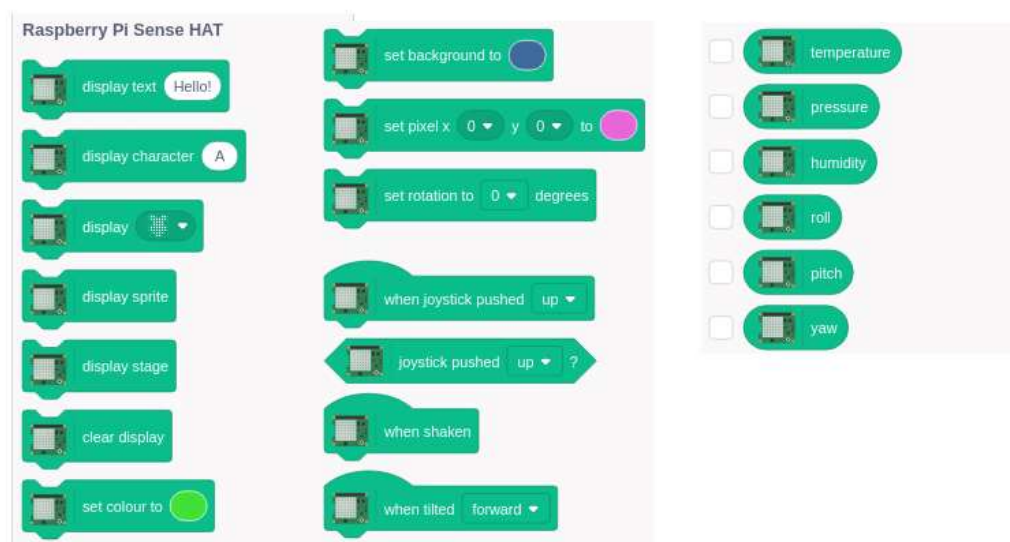 Raspberry Pi Sense HAT
display text Hello!
display character A
display
display sprite
display stage
clear display
set colour to
set background to
set pixel x 0 y 0 to
set rotation to 0 degrees
when joystick pushed up
joystick pushed up ?
when shaken
when tilted forward
temperature
pressure
humidity
roll
pitch
yaw